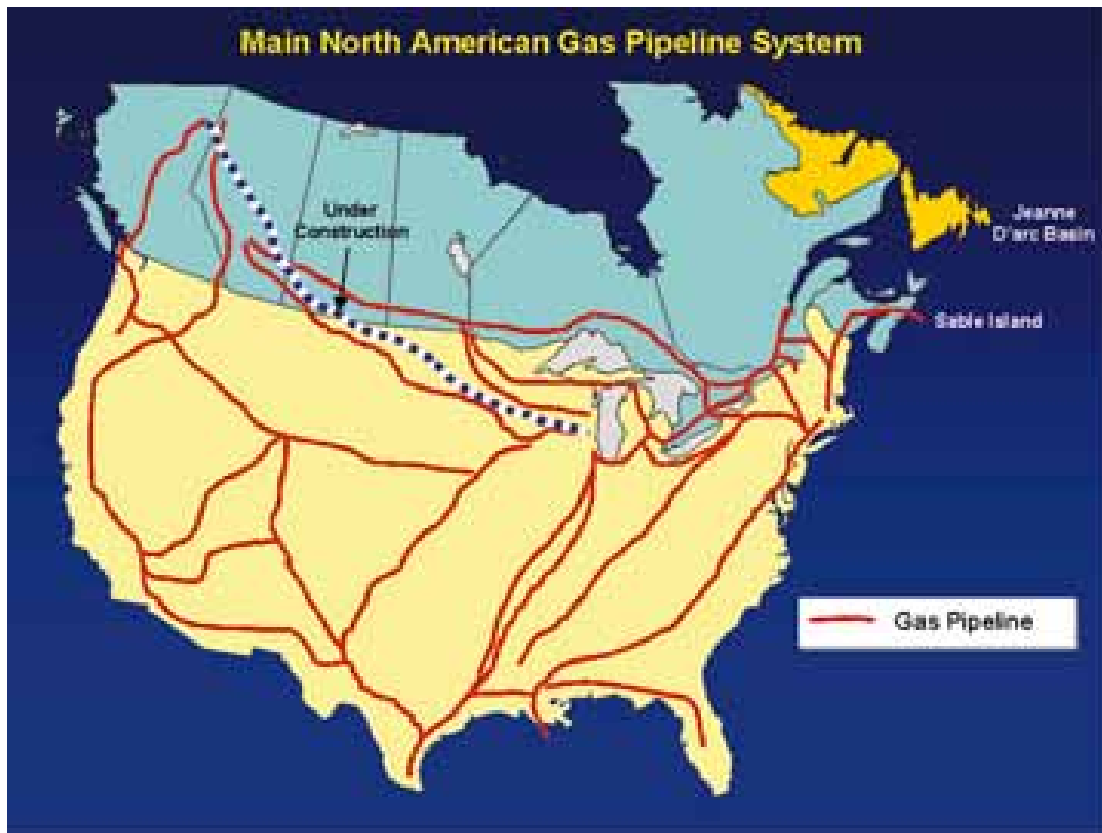 Main North American Gas Pipeline System
Under
Construction
Jeanne
D'arc Basin
Sable Island
Gas Pipeline